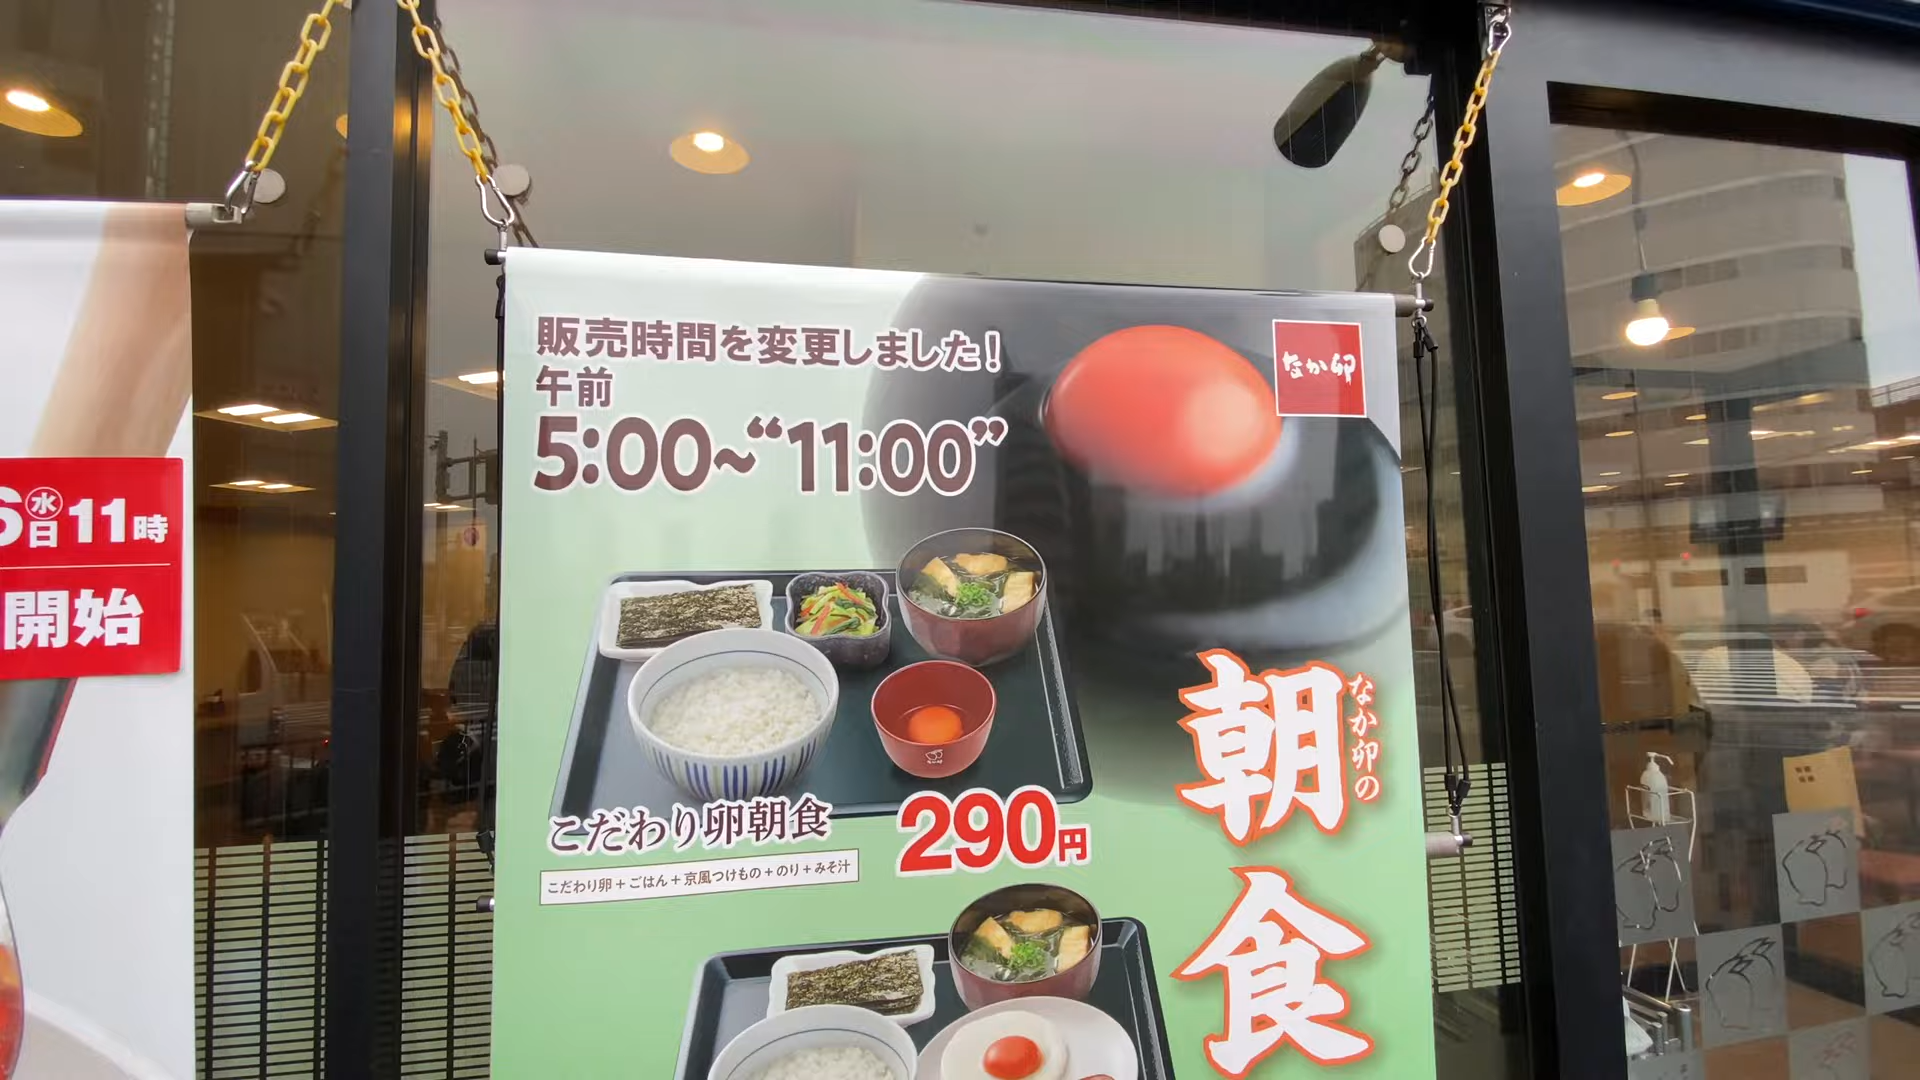 6日㊌11時
開始
販売時間を変更しました!
午前
5:00~“11:00”
なか卯
なか卯の
朝食
こだわり卵朝食
290円
こだわり卵+ごはん+京風つけもの+のり+みそ汁